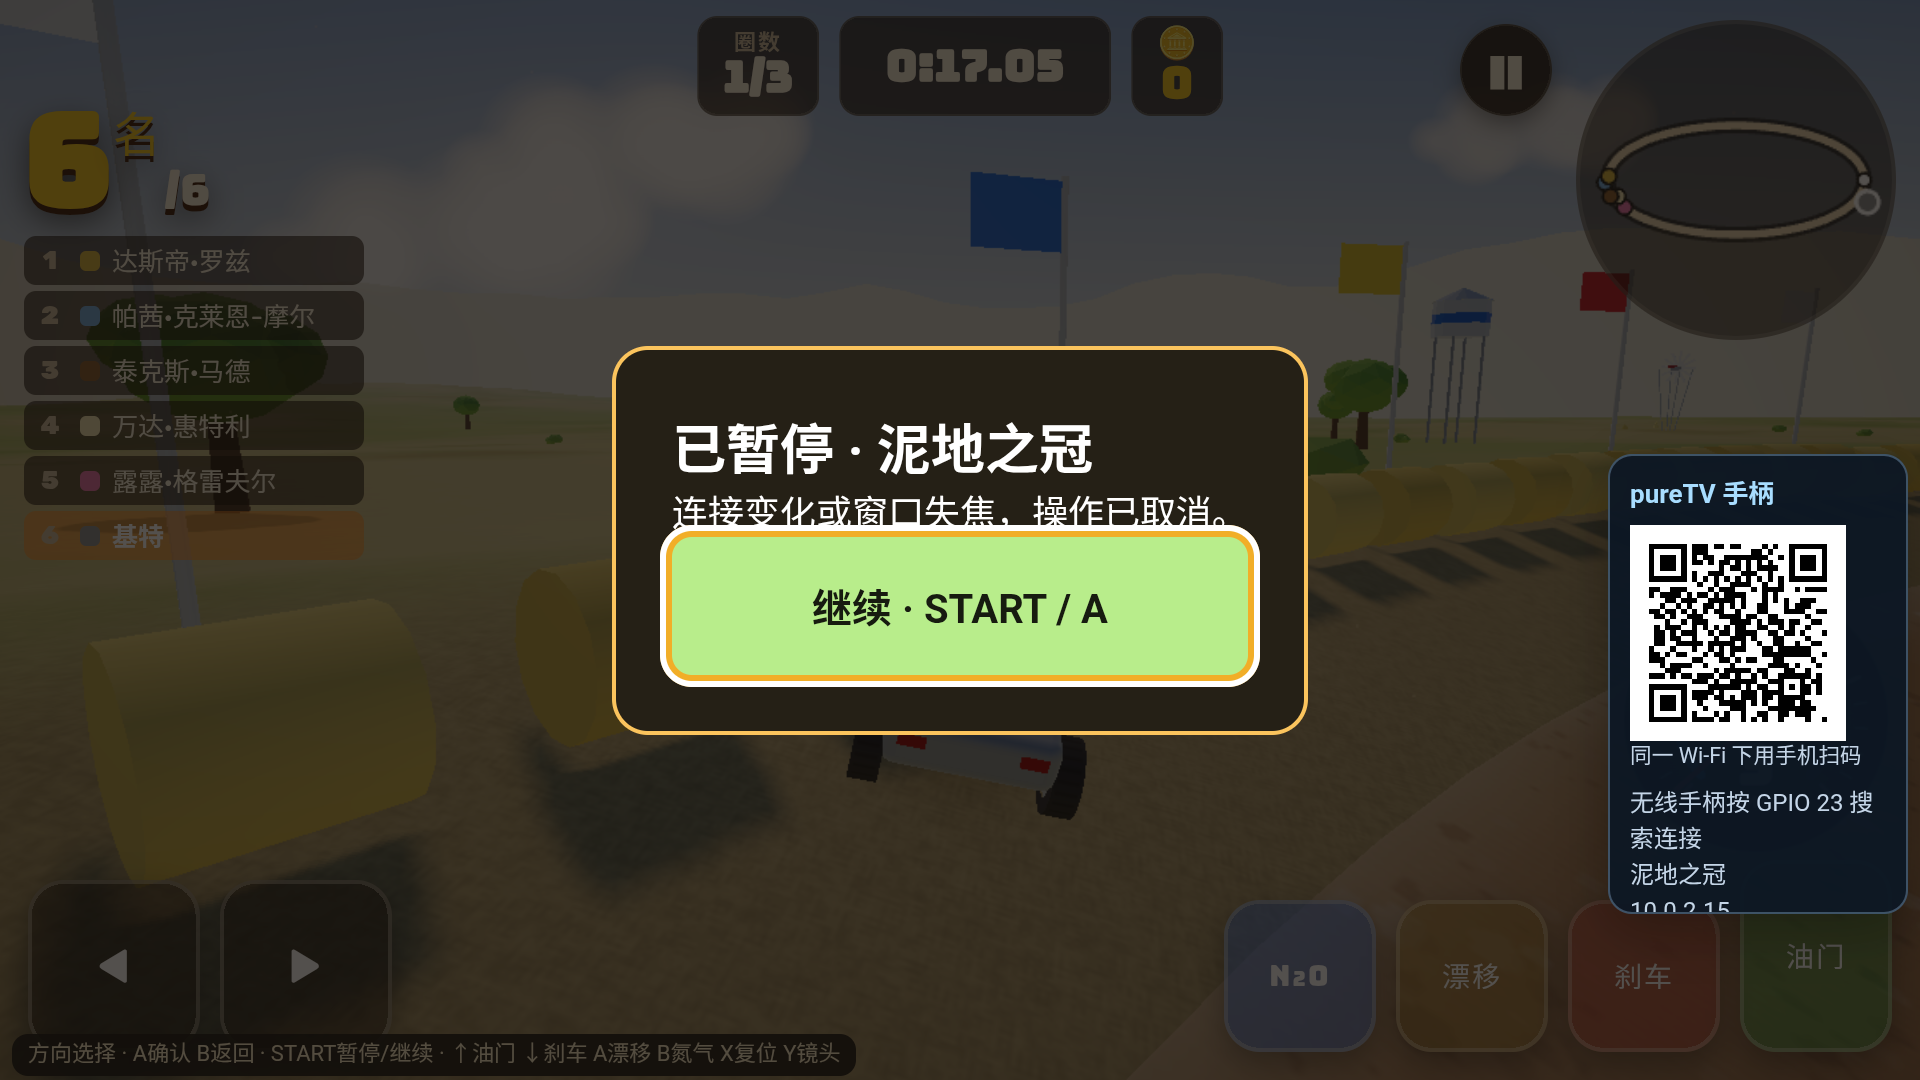 圈数
1/3
0:17.05
0
6名
/6
1 达斯帝•罗兹
2 帕茜•克莱恩-摩尔
3 泰克斯•马德
4 万达•惠特利
5 露露•格雷夫尔
6 基特
已暂停 · 泥地之冠
连接变化或窗口失焦，操作已取消。
继续 · START / A
pureTV 手柄
同一 Wi-Fi 下用手机扫码
无线手柄按 GPIO 23 搜
索连接
泥地之冠
10.0.2.15
N₂O
漂移
刹车
油门
方向选择 · A确认 B返回 · START暂停/继续 · ↑油门 ↓刹车 A漂移 B氮气 X复位 Y镜头